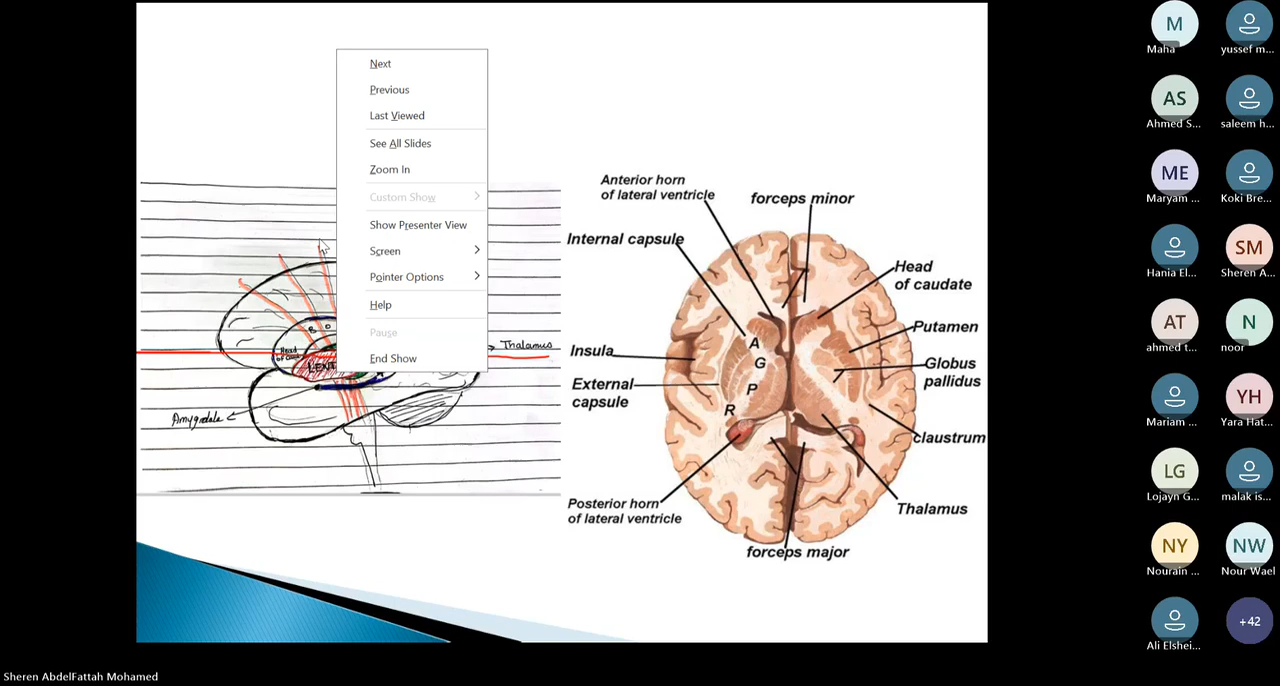 Next
Previous
Last Viewed
See All Slides
Zoom In
Custom Show
Show Presenter View
Screen
Pointer Options
Help
Pause
End Show
B O
Head
of Caud
LENT
Thalamus
Amygdale
Anterior horn
of lateral ventricle
forceps minor
Internal capsule
Head
of caudate
Putamen
Insula
Globus
pallidus
External
capsule
A
G
P
R
claustrum
Posterior horn
of lateral ventricle
Thalamus
forceps major
M
Maha
yussef m...
AS
Ahmed S...
saleem h...
ME
Maryam ...
Koki Bre...
Hania El...
SM
Sheren A...
AT
ahmed t...
N
noor
Mariam ...
YH
Yara Hat...
LG
Lojayn G...
malak is...
NY
Nourain ...
NW
Nour Wael
Ali Elshei...
+42
Sheren AbdelFattah Mohamed